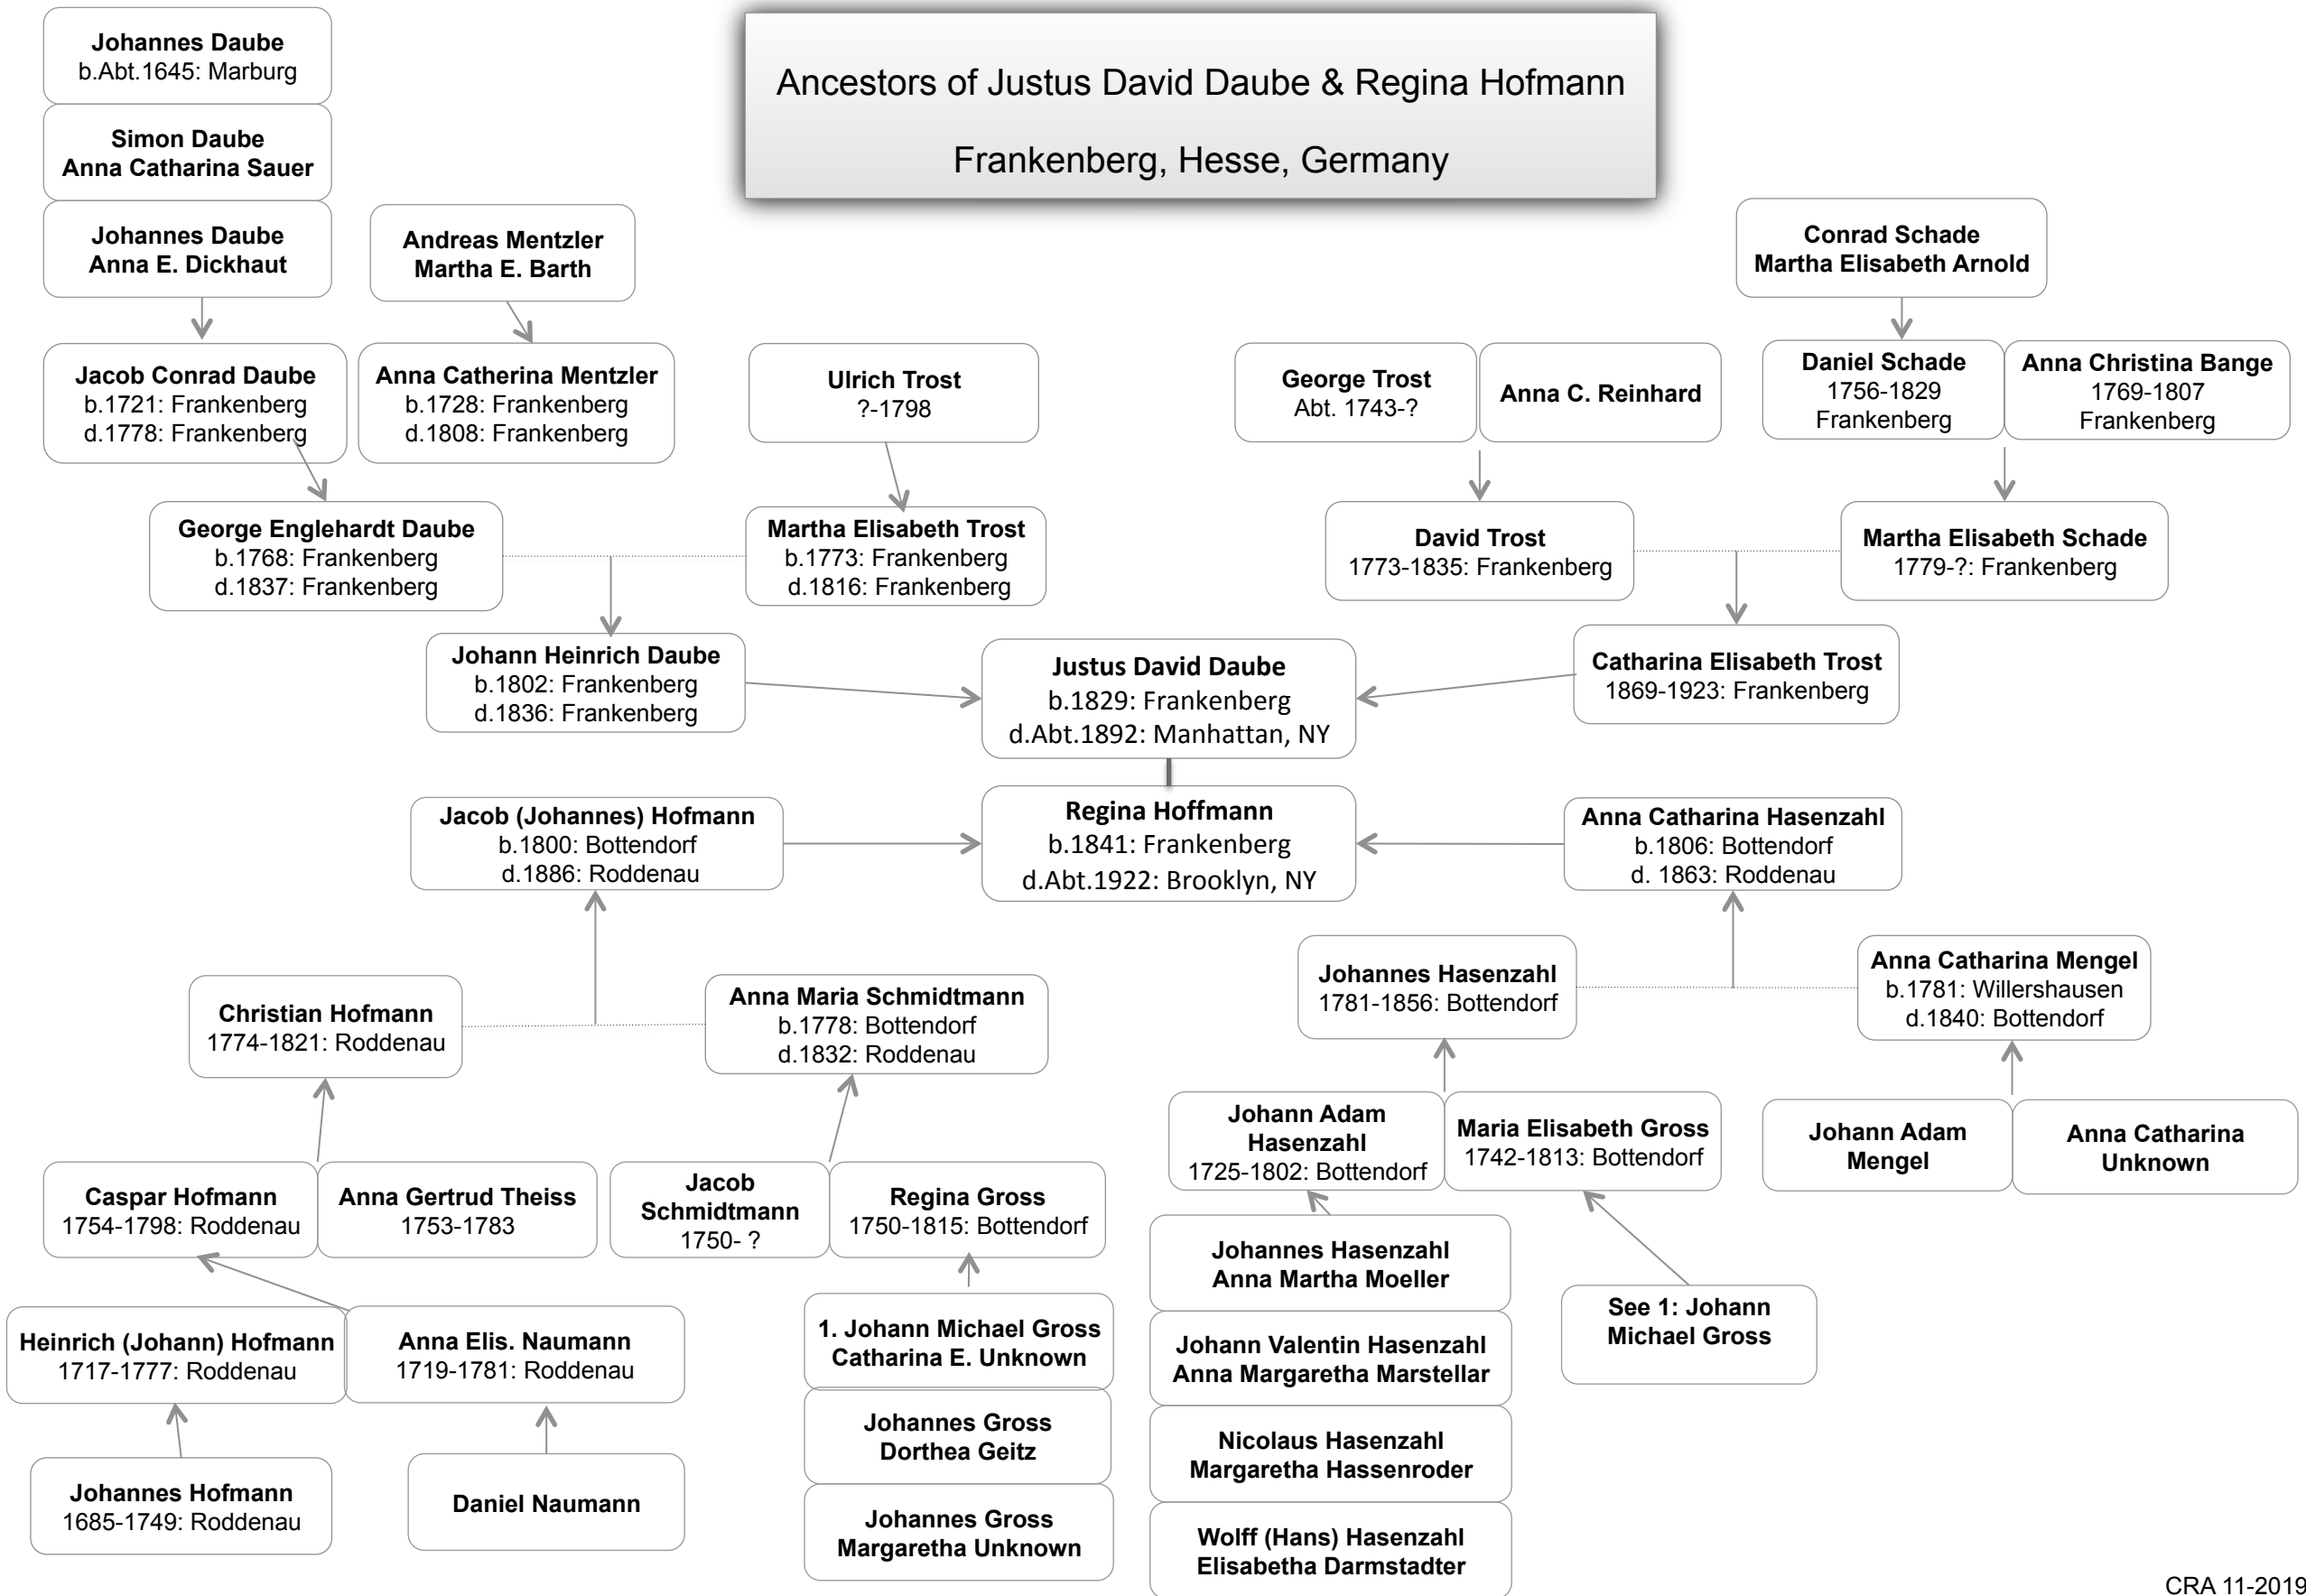 Ancestors of Justus David Daube & Regina Hofmann
Frankenberg, Hesse, Germany
Johannes Daube
b.Abt.1645: Marburg
Simon Daube
Anna Catharina Sauer
Johannes Daube
Anna E. Dickhaut
Andreas Mentzler
Martha E. Barth
Conrad Schade
Martha Elisabeth Arnold
Jacob Conrad Daube
b.1721: Frankenberg
d.1778: Frankenberg
Anna Catherina Mentzler
b.1728: Frankenberg
d.1808: Frankenberg
Ulrich Trost
?-1798
George Trost
Abt. 1743-?
Anna C. Reinhard
Daniel Schade
1756-1829
Frankenberg
Anna Christina Bange
1769-1807
Frankenberg
George Englehardt Daube
b.1768: Frankenberg
d.1837: Frankenberg
Martha Elisabeth Trost
b.1773: Frankenberg
d.1816: Frankenberg
David Trost
1773-1835: Frankenberg
Martha Elisabeth Schade
1779-?: Frankenberg
Johann Heinrich Daube
b.1802: Frankenberg
d.1836: Frankenberg
Justus David Daube
b.1829: Frankenberg
d.Abt.1892: Manhattan, NY
Catharina Elisabeth Trost
1869-1923: Frankenberg
Jacob (Johannes) Hofmann
b.1800: Bottendorf
d.1886: Roddenau
Regina Hoffmann
b.1841: Frankenberg
d.Abt.1922: Brooklyn, NY
Anna Catharina Hasenzahl
b.1806: Bottendorf
d. 1863: Roddenau
Christian Hofmann
1774-1821: Roddenau
Anna Maria Schmidtmann
b.1778: Bottendorf
d.1832: Roddenau
Johannes Hasenzahl
1781-1856: Bottendorf
Anna Catharina Mengel
b.1781: Willershausen
d.1840: Bottendorf
Caspar Hofmann
1754-1798: Roddenau
Anna Gertrud Theiss
1753-1783
Jacob
Schmidtmann
1750- ?
Regina Gross
1750-1815: Bottendorf
Johann Adam
Hasenzahl
1725-1802: Bottendorf
Maria Elisabeth Gross
1742-1813: Bottendorf
Johann Adam
Mengel
Anna Catharina
Unknown
Heinrich (Johann) Hofmann
1717-1777: Roddenau
Anna Elis. Naumann
1719-1781: Roddenau
1. Johann Michael Gross
Catharina E. Unknown
Johannes Gross
Dorthea Geitz
Johannes Gross
Margaretha Unknown
Johannes Hasenzahl
Anna Martha Moeller
Johann Valentin Hasenzahl
Anna Margaretha Marstellar
Nicolaus Hasenzahl
Margaretha Hassenroder
Wolff (Hans) Hasenzahl
Elisabetha Darmstadter
See 1: Johann
Michael Gross
Johannes Hofmann
1685-1749: Roddenau
Daniel Naumann
CRA 11-2019